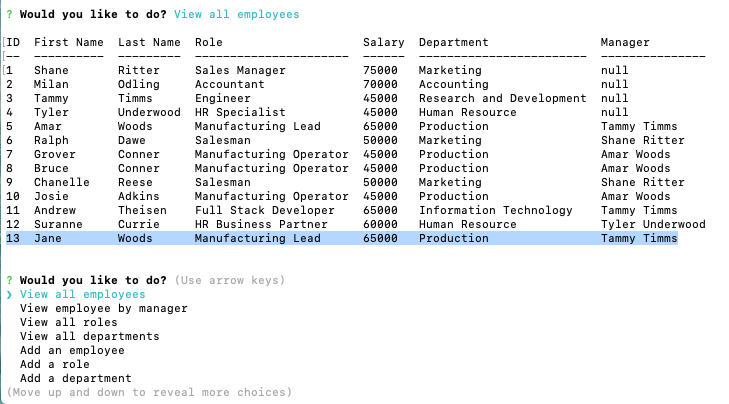 ? Would you like to do? View all employees
ID First Name Last Name Role Salary Department Manager
-- ---------- --------- ---------------------- ------ ------------------------ ---------------
1 Shane Ritter Sales Manager 75000 Marketing null
2 Milan Odling Accountant 70000 Accounting null
3 Tammy Timms Engineer 45000 Research and Development null
4 Tyler Underwood HR Specialist 45000 Human Resource null
5 Amar Woods Manufacturing Lead 65000 Production Tammy Timms
6 Ralph Dawe Salesman 50000 Marketing Shane Ritter
7 Grover Conner Manufacturing Operator 45000 Production Amar Woods
8 Bruce Conner Manufacturing Operator 45000 Production Amar Woods
9 Chanelle Reese Salesman 50000 Marketing Shane Ritter
10 Josie Adkins Manufacturing Operator 45000 Production Amar Woods
11 Andrew Theisen Full Stack Developer 65000 Information Technology Tammy Timms
12 Suranne Currie HR Business Partner 60000 Human Resource Tyler Underwood
13 Jane Woods Manufacturing Lead 65000 Production Tammy Timms
? Would you like to do? (Use arrow keys)
❯ View all employees
View employee by manager
View all roles
View all departments
Add an employee
Add a role
Add a department
(Move up and down to reveal more choices)